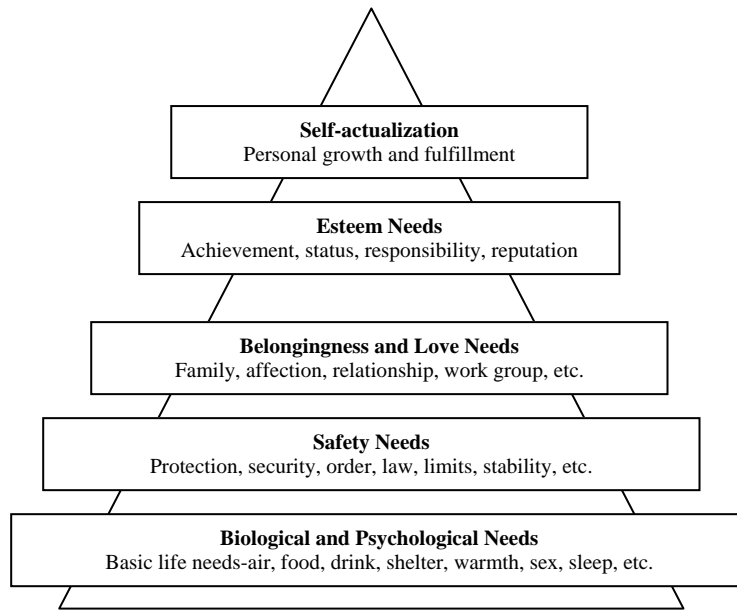 Self-actualization
Personal growth and fulfillment
Esteem Needs
Achievement, status, responsibility, reputation
Belongingness and Love Needs
Family, affection, relationship, work group, etc.
Safety Needs
Protection, security, order, law, limits, stability, etc.
Biological and Psychological Needs
Basic life needs-air, food, drink, shelter, warmth, sex, sleep, etc.